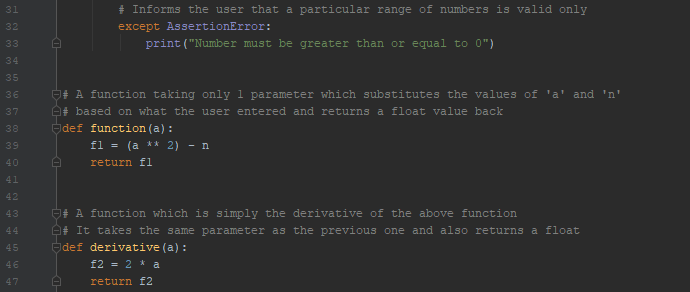 31 # Informs the user that a particular range of numbers is valid only
32 except AssertionError:
33 print("Number must be greater than or equal to 0")
34
35
36 # A function taking only 1 parameter which substitutes the values of 'a' and 'n'
37 # based on what the user entered and returns a float value back
38 def function(a):
39 f1 = (a ** 2) - n
40 return f1
41
42
43 # A function which is simply the derivative of the above function
44 # It takes the same parameter as the previous one and also returns a float
45 def derivative(a):
46 f2 = 2 * a
47 return f2